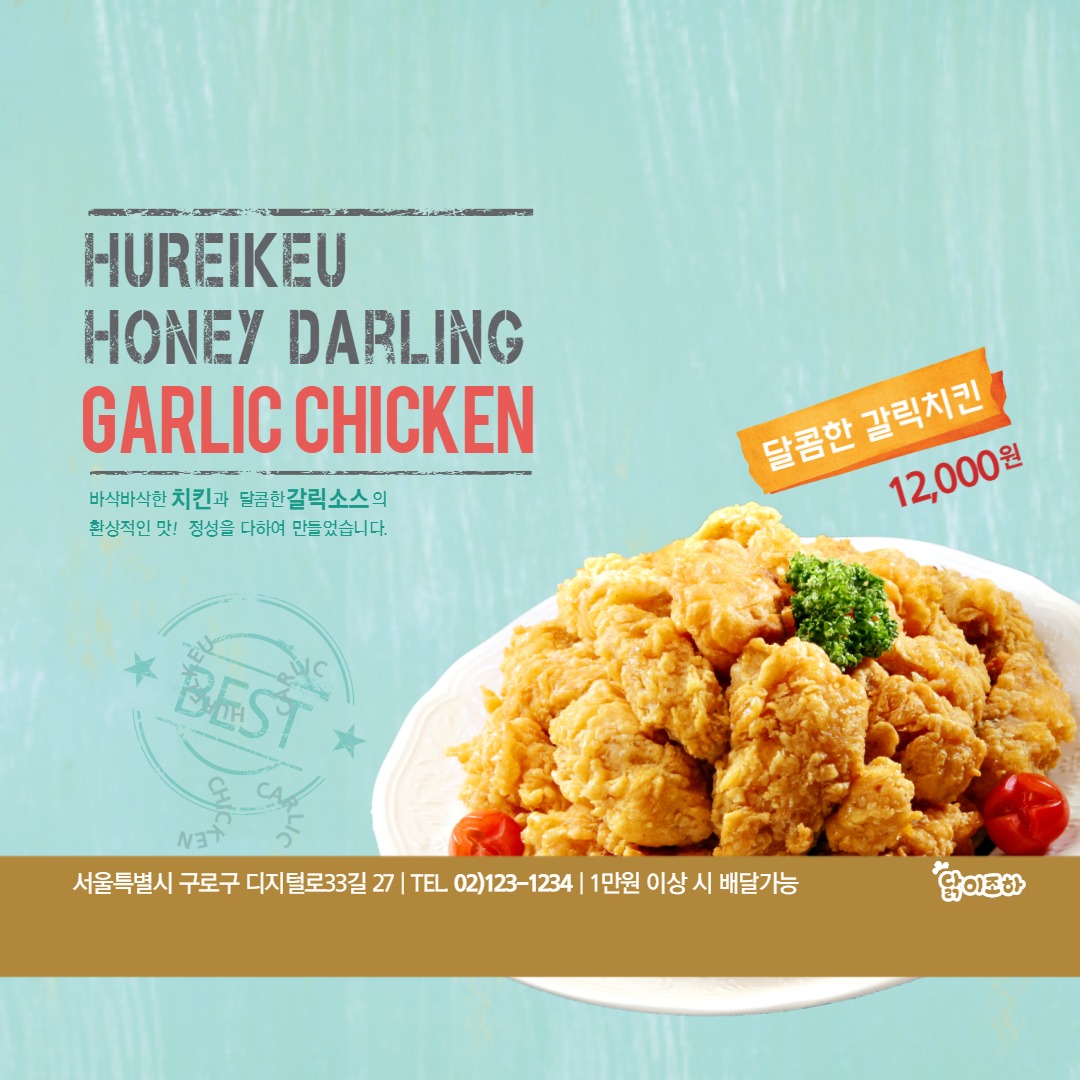 HUREIKEU
HONEY DARLING
GARLIC CHICKEN
바삭바삭한 치킨과 달콤한갈릭소스의
환상적인 맛! 정성을 다하여 만들었습니다.
달콤한 갈릭치킨
12,000원
BEST
GARLIC
CHICKEN
서울특별시 구로구 디지털로33길 27 | TEL. 02)123-1234 | 1만원 이상 시 배달가능
닭이조아